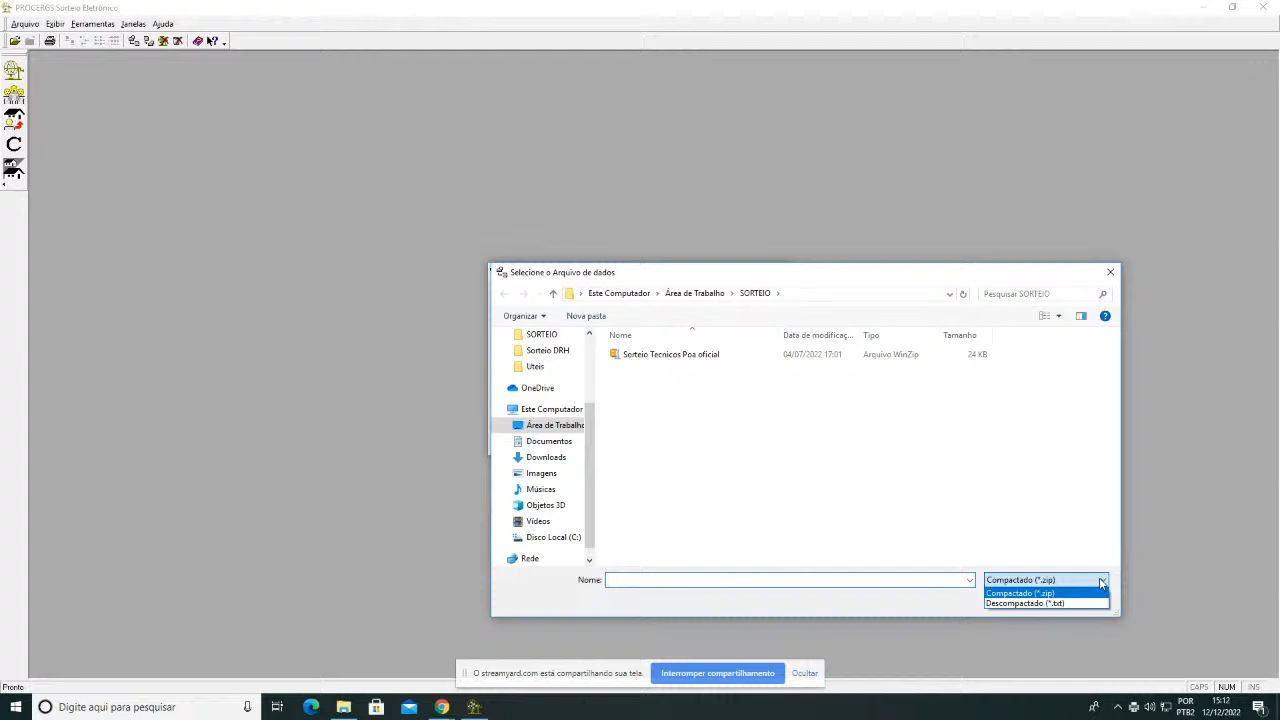 PROCERGS Sorteio Eletrônico
Arquivo Exibir Ferramentas Janelas Ajuda
Selecione o Arquivo de dados
Este Computador > Área de Trabalho > SORTEIO >
Pesquisar SORTEIO
Organizar Nova pasta
Nome Data de modificaç... Tipo Tamanho
Sorteio Tecnicos Poa oficial 04/07/2022 17:01 Arquivo WinZip 24 KB
SORTEIO
Sorteio DRH
Uteis
OneDrive
Este Computador
Área de Trabalho
Documentos
Downloads
Imagens
Músicas
Objetos 3D
Vídeos
Disco Local (C:)
Rede
Nome:
Compactado (*.zip)
Compactado (*.zip)
Descompactado (*.txt)
O streamyard.com está compartilhando sua tela.
Interromper compartilhamento
Ocultar
Pronto
CAPS NUM INS
Digite aqui para pesquisar
POR
PTB2
15:12
12/12/2022
1